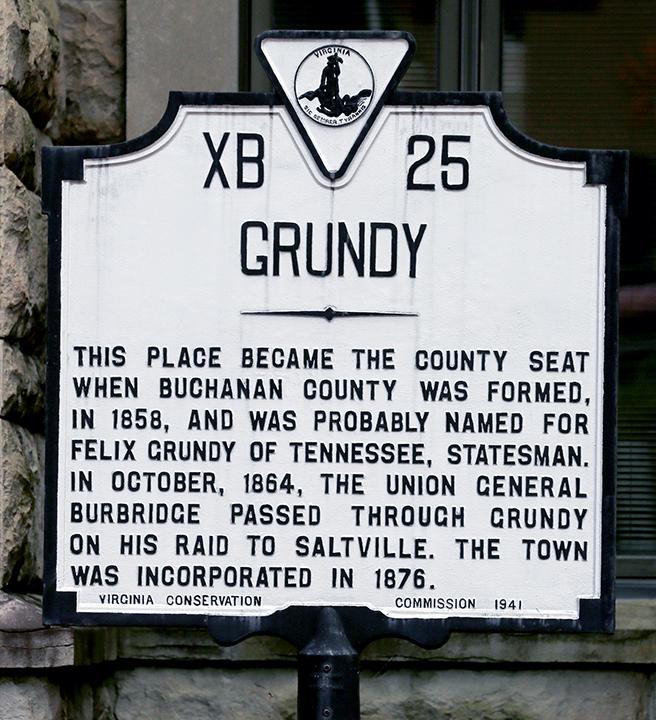 VIRGINIA
SIC SEMPER TYRANNIS
XB 25
GRUNDY
THIS PLACE BECAME THE COUNTY SEAT
WHEN BUCHANAN COUNTY WAS FORMED,
IN 1858, AND WAS PROBABLY NAMED FOR
FELIX GRUNDY OF TENNESSEE, STATESMAN.
IN OCTOBER, 1864, THE UNION GENERAL
BURBRIDGE PASSED THROUGH GRUNDY
ON HIS RAID TO SALTVILLE. THE TOWN
WAS INCORPORATED IN 1876.
VIRGINIA CONSERVATION COMMISSION 1941